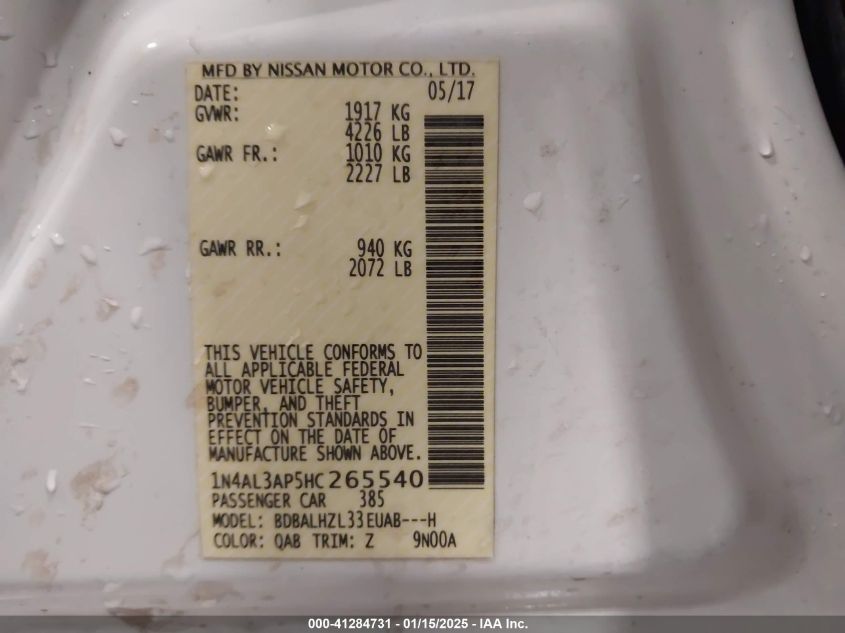 MFD BY NISSAN MOTOR CO., LTD.
DATE: 05/17
GVWR: 1917 KG
4226 LB
GAWR FR.: 1010 KG
2227 LB
GAWR RR.: 940 KG
2072 LB
THIS VEHICLE CONFORMS TO
ALL APPLICABLE FEDERAL
MOTOR VEHICLE SAFETY,
BUMPER, AND THEFT
PREVENTION STANDARDS IN
EFFECT ON THE DATE OF
MANUFACTURE SHOWN ABOVE.
1N4AL3AP5HC265540
PASSENGER CAR 385
MODEL: BDBALHZL33EUAB---H
COLOR: QAB TRIM: Z 9N00A
000-41284731 - 01/15/2025 - IAA Inc.